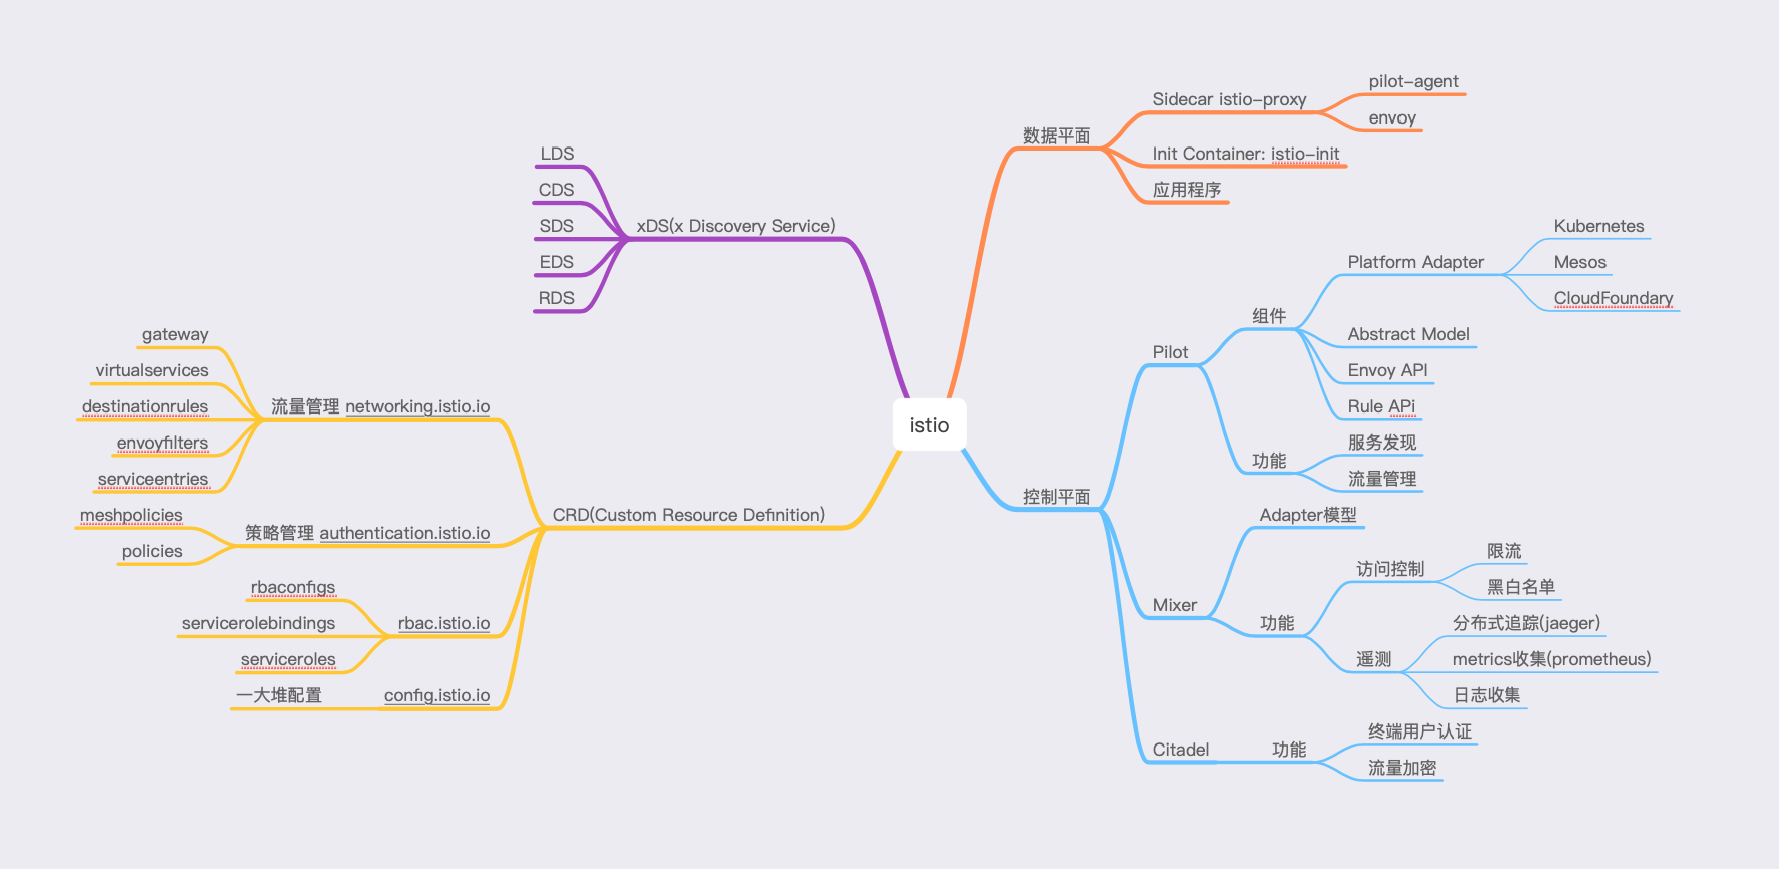 istio
数据平面
Sidecar istio-proxy
pilot-agent
envoy
Init Container: istio-init
应用程序
控制平面
Pilot
组件
Platform Adapter
Kubernetes
Mesos
CloudFoundary
Abstract Model
Envoy API
Rule APi
功能
服务发现
流量管理
Mixer
Adapter模型
功能
访问控制
限流
黑白名单
遥测
分布式追踪(jaeger)
metrics收集(prometheus)
日志收集
Citadel
功能
终端用户认证
流量加密
xDS(x Discovery Service)
LDS
CDS
SDS
EDS
RDS
CRD(Custom Resource Definition)
流量管理 networking.istio.io
gateway
virtualservices
destinationrules
envoyfilters
serviceentries
策略管理 authentication.istio.io
meshpolicies
policies
rbac.istio.io
rbaconfigs
servicerolebindings
serviceroles
config.istio.io
一大堆配置